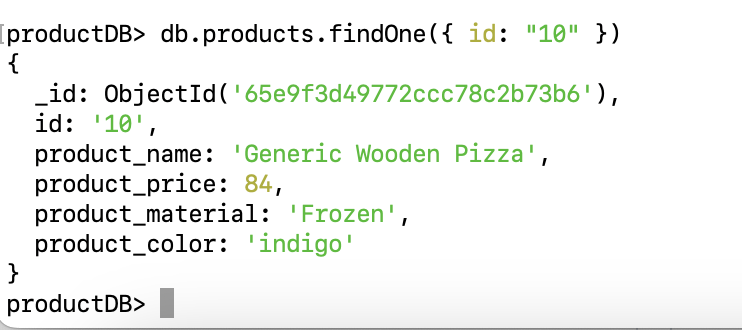 productDB> db.products.findOne({ id: "10" })
{
  _id: ObjectId('65e9f3d49772ccc78c2b73b6'),
  id: '10',
  product_name: 'Generic Wooden Pizza',
  product_price: 84,
  product_material: 'Frozen',
  product_color: 'indigo'
}
productDB>